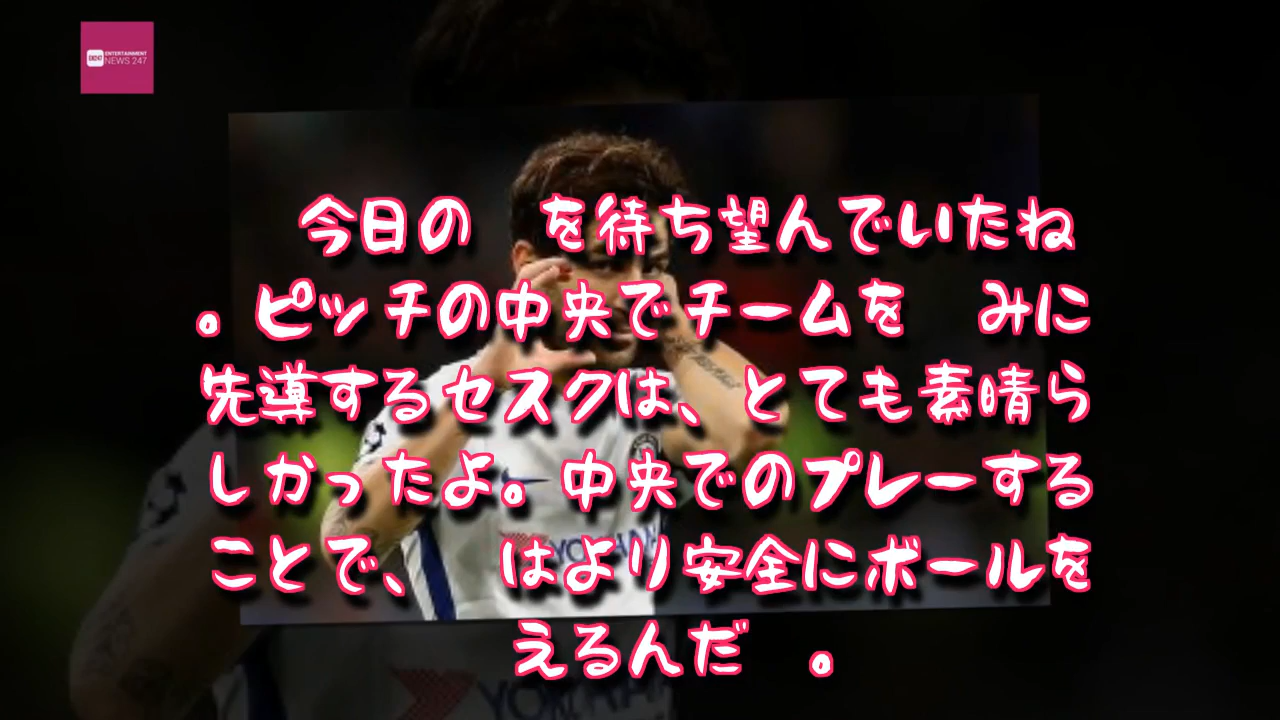 ENTERTAINMENT
NEWS 247
今日の　を待ち望んでいたね
。ピッチの中央でチームを　みに
先導するセスクは、とても素晴ら
しかったよ。中央でのプレーする
ことで、　はより安全にボールを
えるんだ　。
YOKOHAMA
YOKO